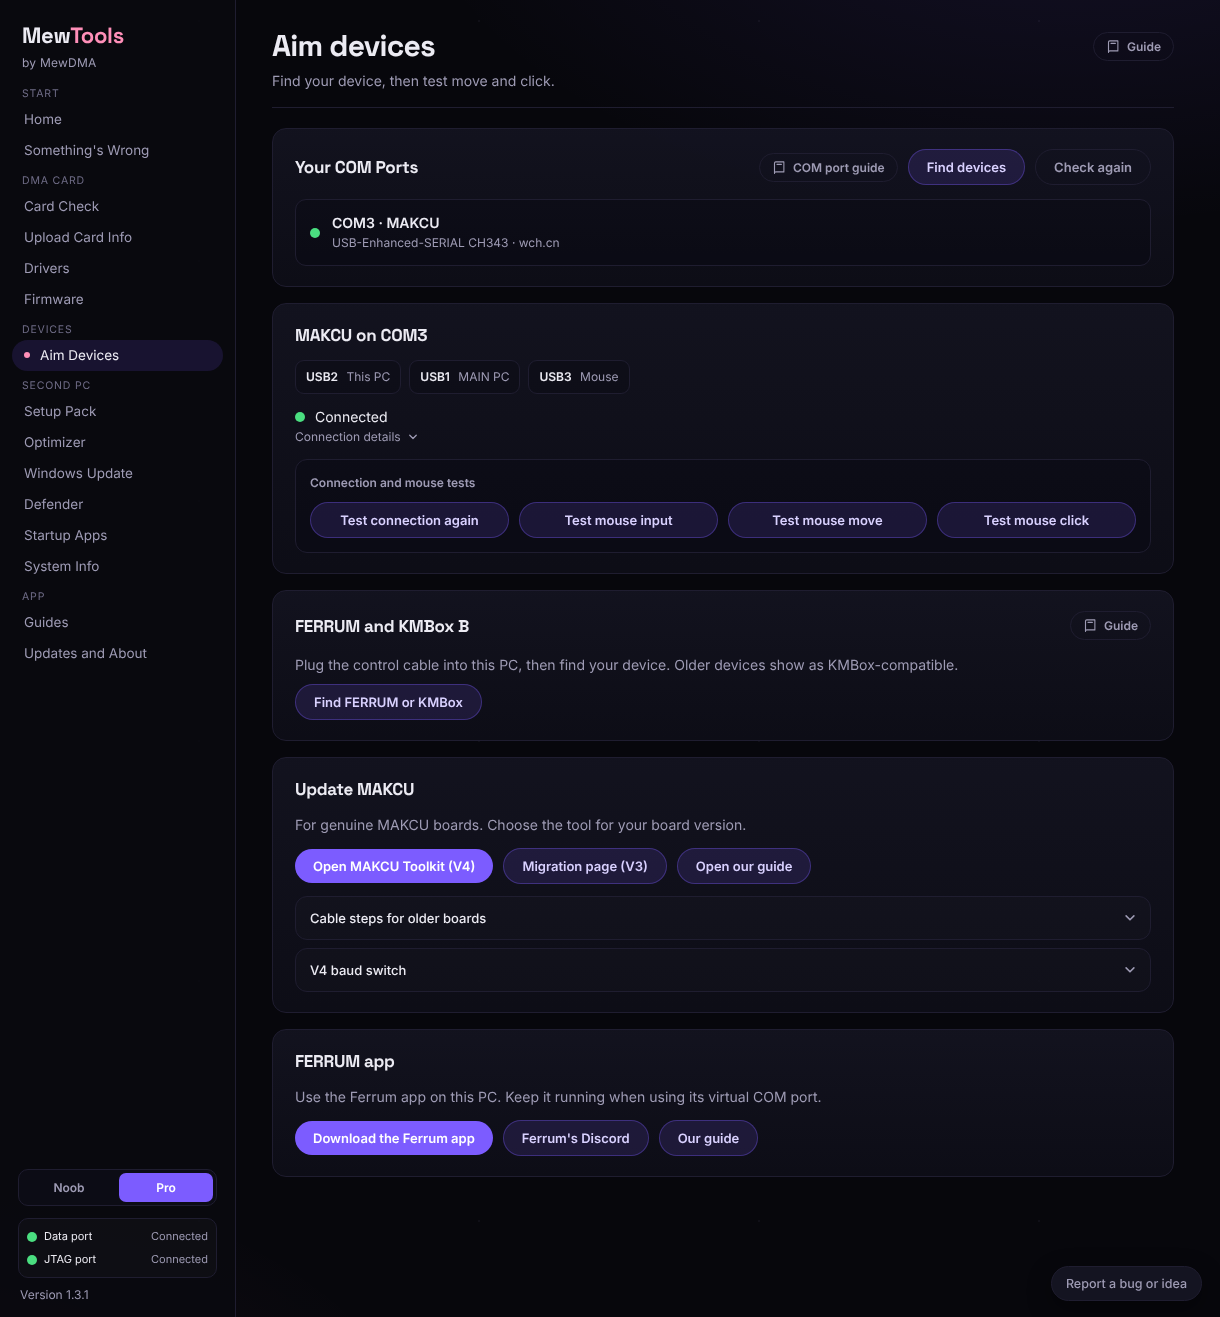 MewTools
by MewDMA
START
Home
Something's Wrong
DMA CARD
Card Check
Upload Card Info
Drivers
Firmware
DEVICES
Aim Devices
SECOND PC
Setup Pack
Optimizer
Windows Update
Defender
Startup Apps
System Info
APP
Guides
Updates and About
Noob Pro
Data port Connected
JTAG port Connected
Version 1.3.1
Aim devices
Guide
Find your device, then test move and click.
Your COM Ports
COM port guide Find devices Check again
COM3 · MAKCU
USB-Enhanced-SERIAL CH343 · wch.cn
MAKCU on COM3
USB2 This PC USB1 MAIN PC USB3 Mouse
Connected
Connection details
Connection and mouse tests
Test connection again Test mouse input Test mouse move Test mouse click
FERRUM and KMBox B
Guide
Plug the control cable into this PC, then find your device. Older devices show as KMBox-compatible.
Find FERRUM or KMBox
Update MAKCU
For genuine MAKCU boards. Choose the tool for your board version.
Open MAKCU Toolkit (V4) Migration page (V3) Open our guide
Cable steps for older boards
V4 baud switch
FERRUM app
Use the Ferrum app on this PC. Keep it running when using its virtual COM port.
Download the Ferrum app Ferrum's Discord Our guide
Report a bug or idea